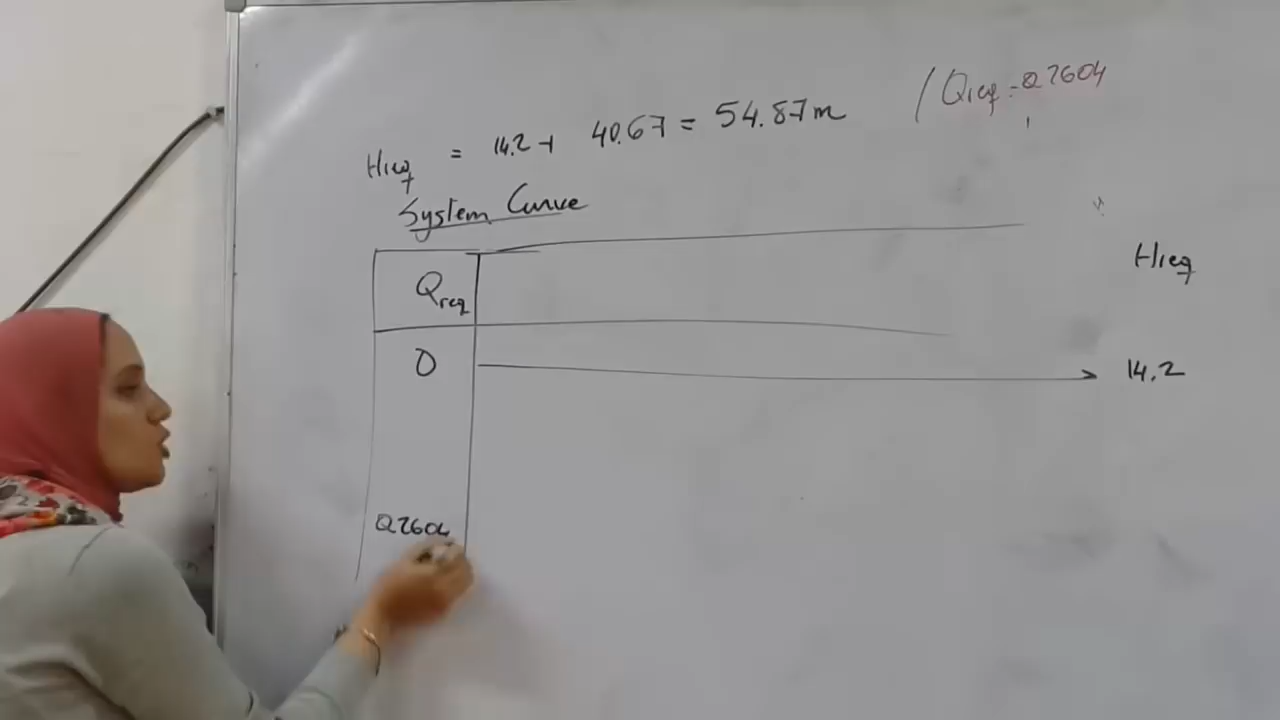 / Qreq = 0.2604
Hreq = 14.2 + 40.67 = 54.87m
System Curve
Qreq Hreq
0 → 14.2
0.2604